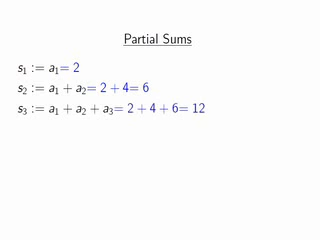 Partial Sums
s₁ := a₁= 2
s₂ := a₁ + a₂= 2 + 4= 6
s₃ := a₁ + a₂ + a₃= 2 + 4 + 6= 12